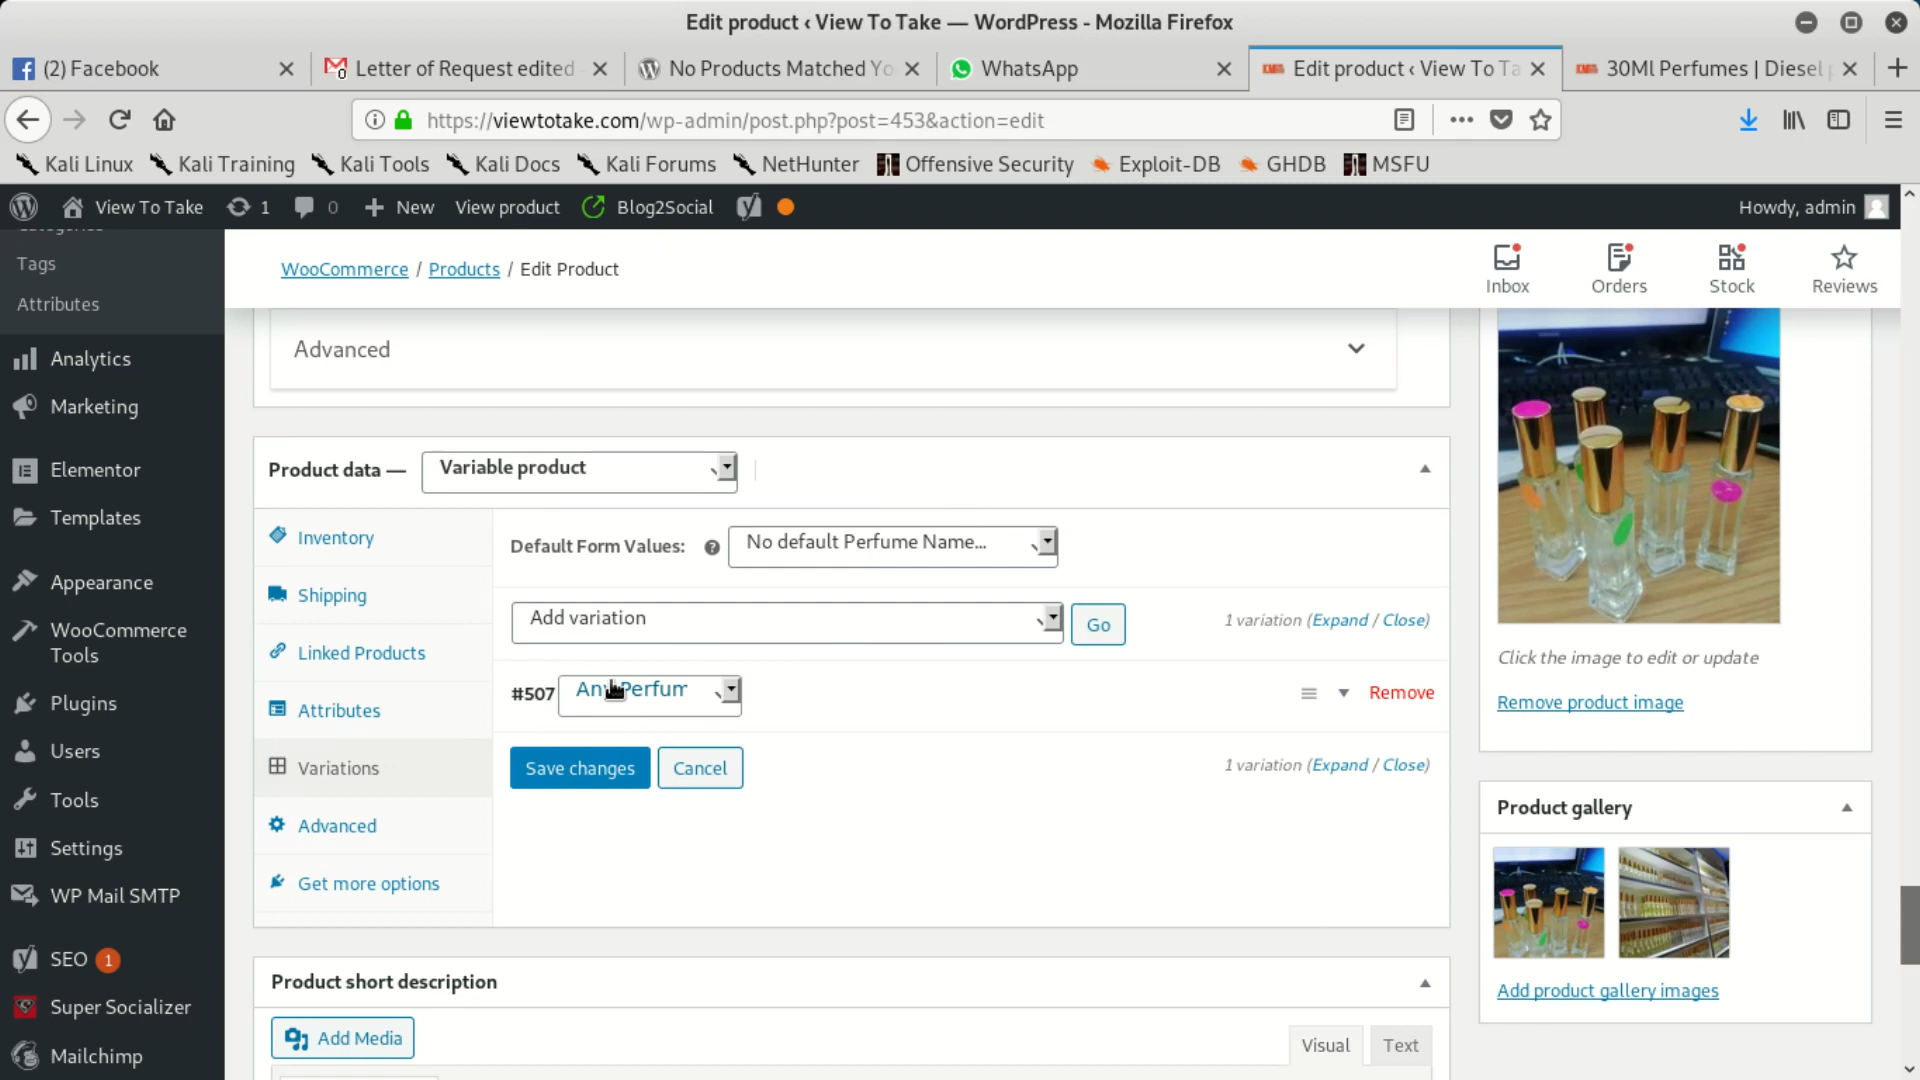 Edit product ‹ View To Take — WordPress - Mozilla Firefox
(2) Facebook
Letter of Request edited
No Products Matched Yo
WhatsApp
Edit product ‹ View To Ta
30Ml Perfumes | Diesel
https://viewtotake.com/wp-admin/post.php?post=453&action=edit
Kali Linux
Kali Training
Kali Tools
Kali Docs
Kali Forums
NetHunter
Offensive Security
Exploit-DB
GHDB
MSFU
View To Take
1
0
New
View product
Blog2Social
Howdy, admin
Categories
Tags
Attributes
Analytics
Marketing
Elementor
Templates
Appearance
WooCommerce
Tools
Plugins
Users
Tools
Settings
WP Mail SMTP
SEO 1
Super Socializer
Mailchimp
WooCommerce / Products / Edit Product
Inbox
Orders
Stock
Reviews
Advanced
Product data —
Variable product
Inventory
Shipping
Linked Products
Attributes
Variations
Advanced
Get more options
Default Form Values:
No default Perfume Name...
Add variation
Go
1 variation (Expand / Close)
#507
Any Perfum
Remove
Save changes
Cancel
1 variation (Expand / Close)
Product short description
Add Media
Visual
Text
Click the image to edit or update
Remove product image
Product gallery
Add product gallery images